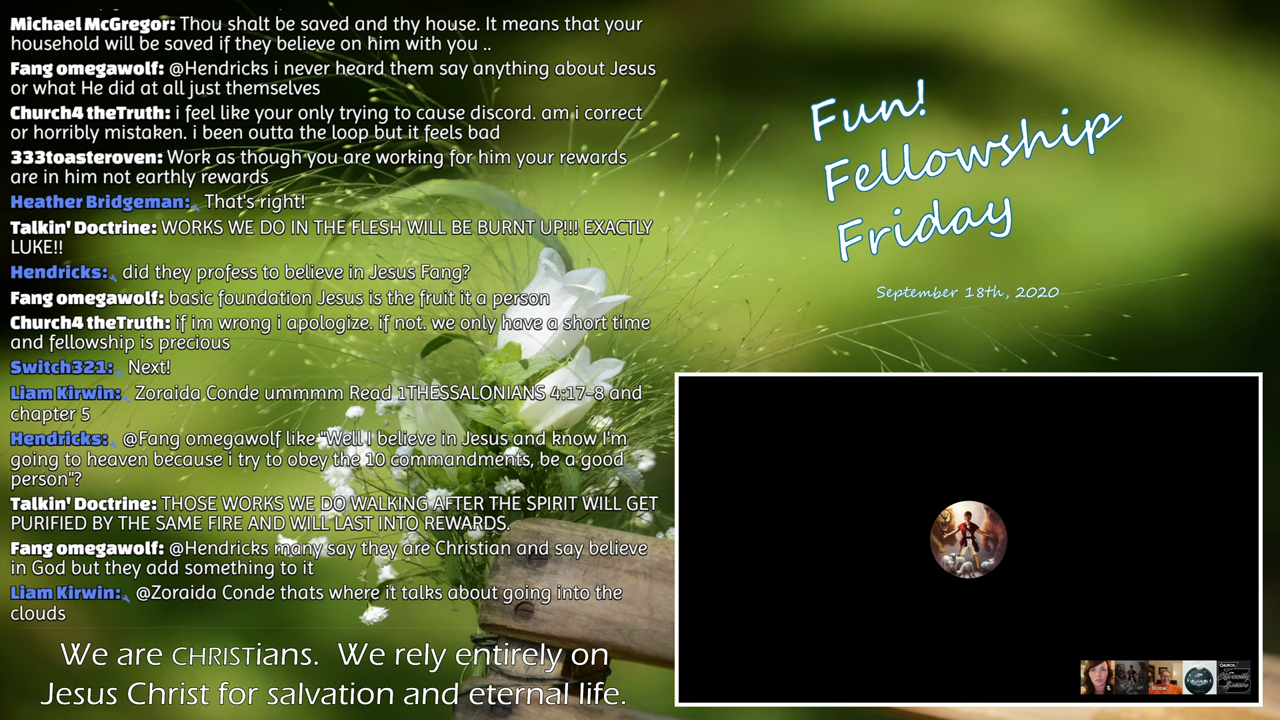 Michael McGregor: Thou shalt be saved and thy house. It means that your
household will be saved if they believe on him with you ..
Fang omegawolf: @Hendricks i never heard them say anything about Jesus
or what He did at all just themselves
Church4 theTruth: i feel like your only trying to cause discord. am i correct
or horribly mistaken. i been outta the loop but it feels bad
333toasteroven: Work as though you are working for him your rewards
are in him not earthly rewards
Heather Bridgeman: That's right!
Talkin' Doctrine: WORKS WE DO IN THE FLESH WILL BE BURNT UP!!! EXACTLY
LUKE!!
Hendricks: did they profess to believe in Jesus Fang?
Fang omegawolf: basic foundation Jesus is the fruit it a person
Church4 theTruth: if im wrong i apologize. if not. we only have a short time
and fellowship is precious
Switch321: Next!
Liam Kirwin: Zoraida Conde ummmm Read 1THESSALONIANS 4:17-8 and
chapter 5
Hendricks: @Fang omegawolf like "Well I believe in Jesus and know I'm
going to heaven because i try to obey the 10 commandments, be a good
person"?
Talkin' Doctrine: THOSE WORKS WE DO WALKING AFTER THE SPIRIT WILL GET
PURIFIED BY THE SAME FIRE AND WILL LAST INTO REWARDS.
Fang omegawolf: @Hendricks many say they are Christian and say believe
in God but they add something to it
Liam Kirwin: @Zoraida Conde thats where it talks about going into the
clouds
We are CHRISTians. We rely entirely on
Jesus Christ for salvation and eternal life.
Fun!
Fellowship
Friday
September 18th, 2020